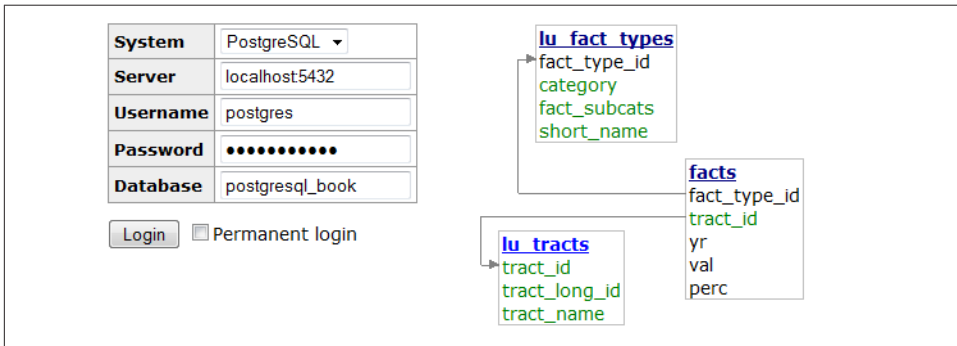 System PostgreSQL
Server localhost:5432
Username postgres
Password •••••••••••
Database postgresql_book
Login Permanent login
lu_fact_types
fact_type_id
category
fact_subcats
short_name
facts
fact_type_id
tract_id
yr
val
perc
lu_tracts
tract_id
tract_long_id
tract_name